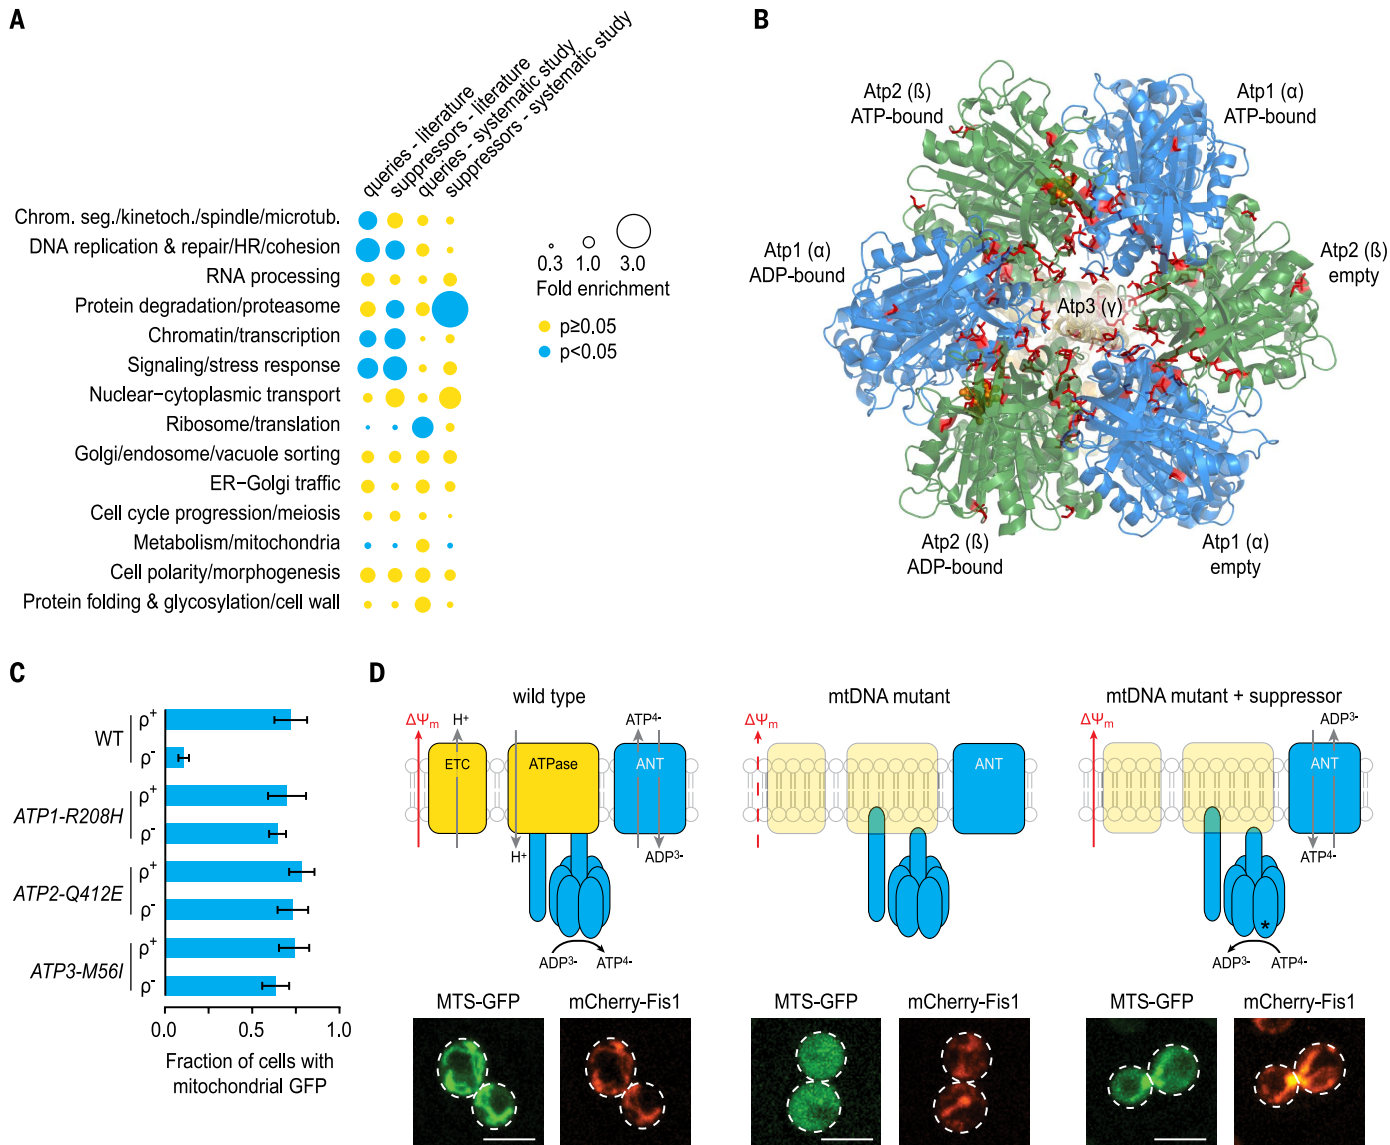 A
queries - literature
suppressors - literature
queries - systematic study
suppressors - systematic study
Chrom. seg./kinetoch./spindle/microtub.
DNA replication & repair/HR/cohesion
RNA processing
Protein degradation/proteasome
Chromatin/transcription
Signaling/stress response
Nuclear−cytoplasmic transport
Ribosome/translation
Golgi/endosome/vacuole sorting
ER−Golgi traffic
Cell cycle progression/meiosis
Metabolism/mitochondria
Cell polarity/morphogenesis
Protein folding & glycosylation/cell wall
0.3 1.0 3.0
Fold enrichment
p≥0.05
p<0.05
B
Atp2 (ß)
ATP-bound
Atp1 (α)
ATP-bound
Atp1 (α)
ADP-bound
Atp2 (ß)
empty
Atp3 (γ)
Atp2 (ß)
ADP-bound
Atp1 (α)
empty
C
WT
ρ+
ρ-
ATP1-R208H
ρ+
ρ-
ATP2-Q412E
ρ+
ρ-
ATP3-M56I
ρ+
ρ-
0.0 0.5 1.0
Fraction of cells with
mitochondrial GFP
D
wild type
ΔΨm
H+
ATP4-
ETC
ATPase
ANT
H+
ADP3-
ADP3- ATP4-
MTS-GFP mCherry-Fis1
mtDNA mutant
ΔΨm
ANT
MTS-GFP mCherry-Fis1
mtDNA mutant + suppressor
ΔΨm
ADP3-
ANT
ATP4-
*
ADP3- ATP4-
MTS-GFP mCherry-Fis1